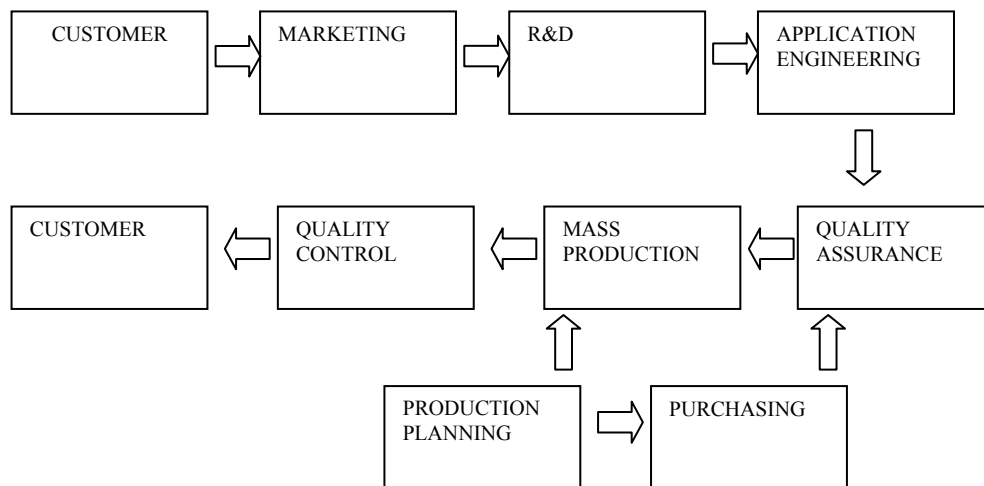 CUSTOMER
MARKETING
R&D
APPLICATION
ENGINEERING
CUSTOMER
QUALITY
CONTROL
MASS
PRODUCTION
QUALITY
ASSURANCE
PRODUCTION
PLANNING
PURCHASING